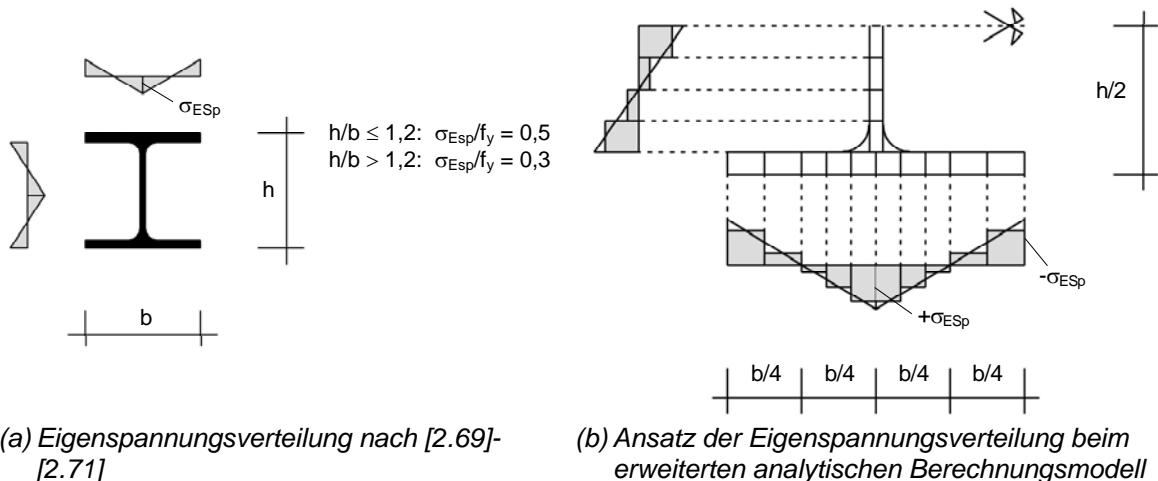 σESp
h/b ≤ 1,2: σEsp/fy = 0,5
h/b > 1,2: σEsp/fy = 0,3
h
b
(a) Eigenspannungsverteilung nach [2.69]-
[2.71]
h/2
-σESp
+σESp
b/4 b/4 b/4 b/4
(b) Ansatz der Eigenspannungsverteilung beim
erweiterten analytischen Berechnungsmodell